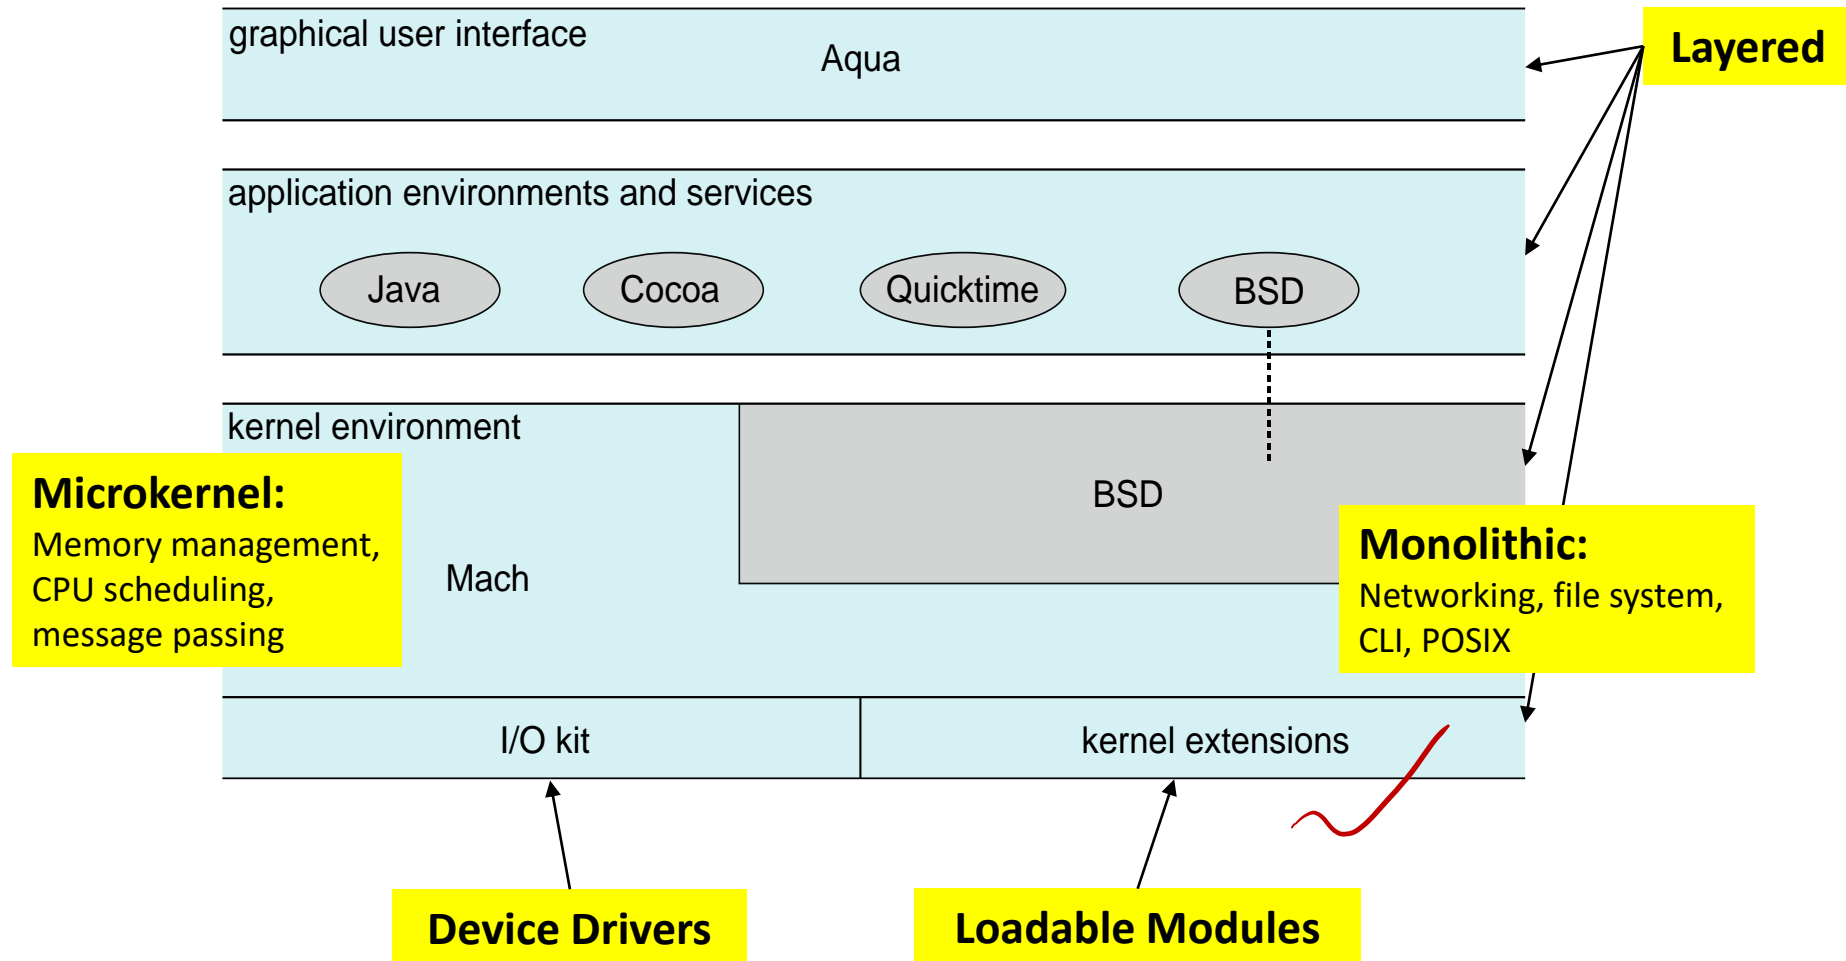 graphical user interface
Aqua
Layered
application environments and services
Java
Cocoa
Quicktime
BSD
kernel environment
Microkernel:
Memory management,
CPU scheduling,
message passing
Mach
BSD
Monolithic:
Networking, file system,
CLI, POSIX
I/O kit
kernel extensions
Device Drivers
Loadable Modules